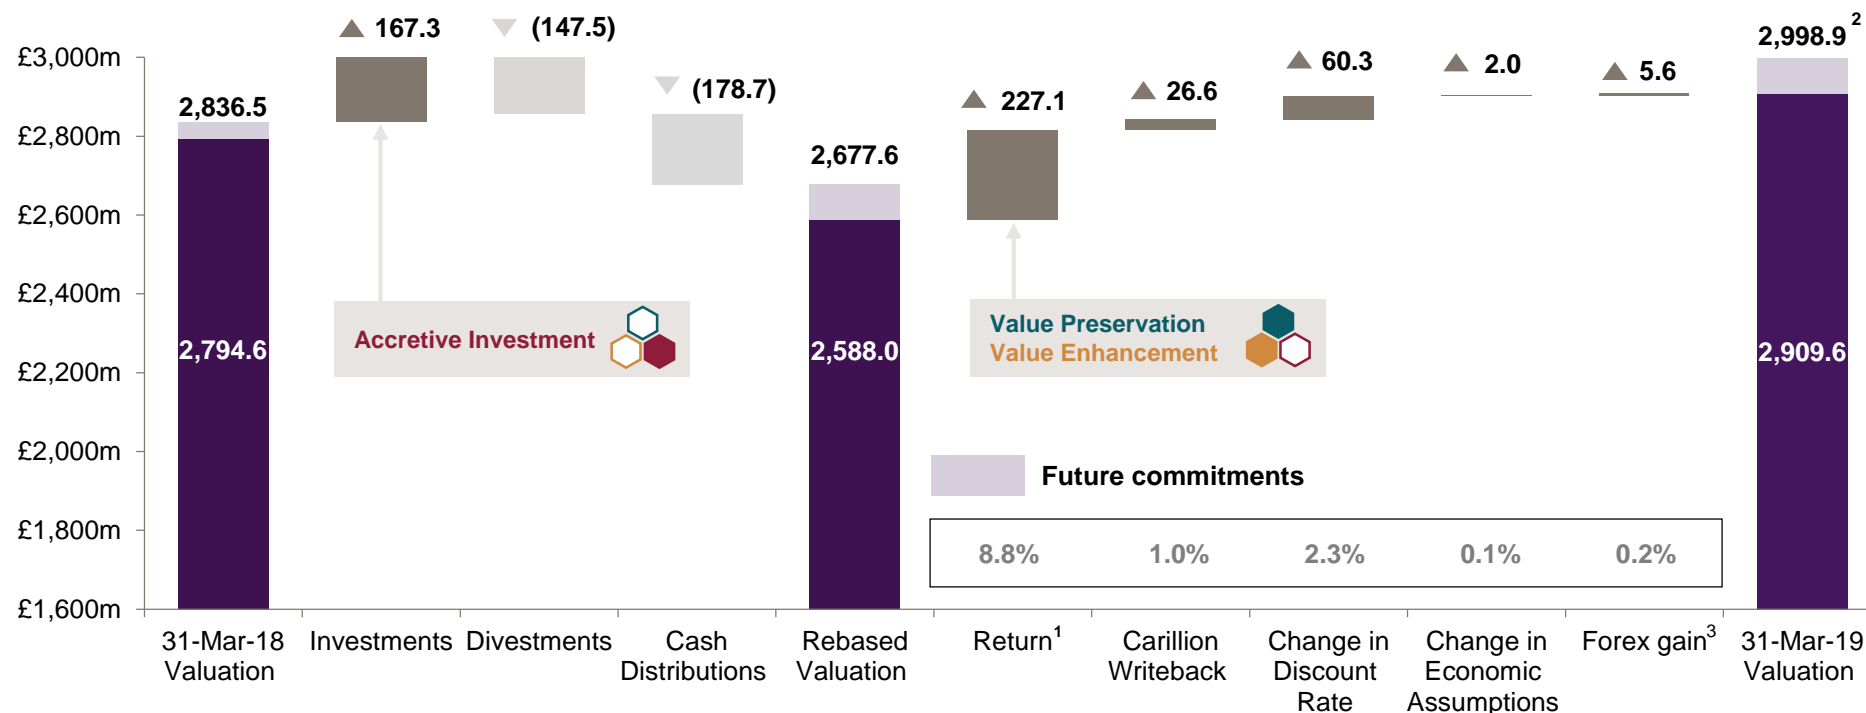 ▲ 167.3
▼ (147.5)
▼ (178.7)
▲ 227.1
▲ 26.6
▲ 60.3
▲ 2.0
▲ 5.6
2,998.9 ²
£3,000m
£2,800m
£2,600m
£2,400m
£2,200m
£2,000m
£1,800m
£1,600m
2,836.5
2,794.6
2,677.6
2,588.0
2,909.6
Accretive Investment
Value Preservation
Value Enhancement
Future commitments
8.8% 1.0% 2.3% 0.1% 0.2%
31-Mar-18
Valuation
Investments
Divestments
Cash
Distributions
Rebased
Valuation
Return¹
Carillion
Writeback
Change in
Discount
Rate
Change in
Economic
Assumptions
Forex gain³
31-Mar-19
Valuation